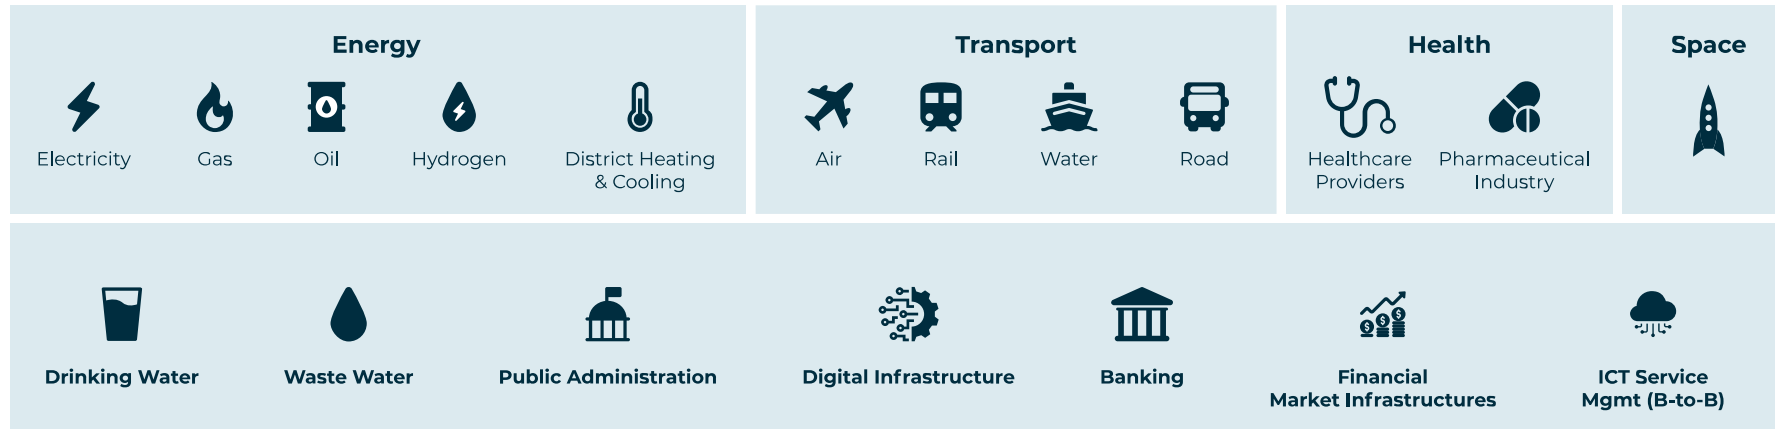 Energy
Electricity
Gas
Oil
Hydrogen
District Heating
& Cooling
Transport
Air
Rail
Water
Road
Health
Healthcare
Providers
Pharmaceutical
Industry
Space
Drinking Water
Waste Water
Public Administration
Digital Infrastructure
Banking
Financial
Market Infrastructures
ICT Service
Mgmt (B-to-B)